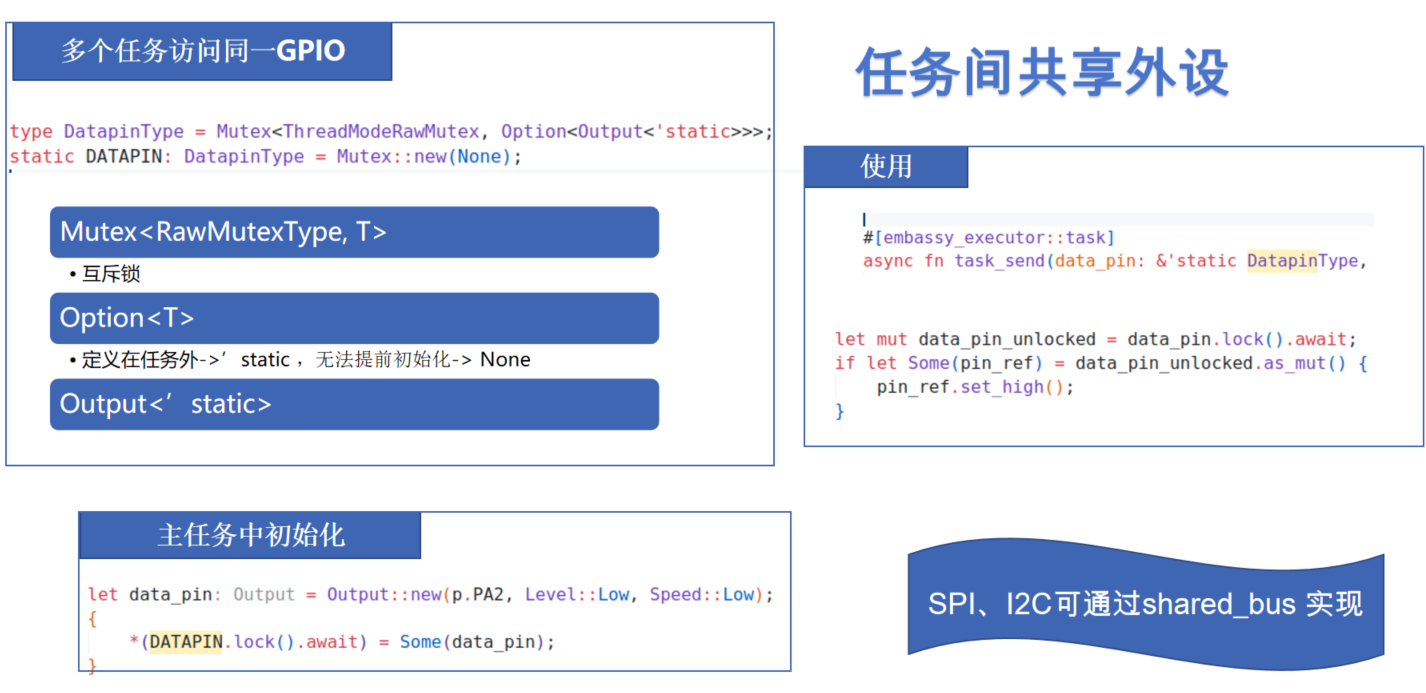 任务间共享外设
多个任务访问同一GPIO
type DatapinType = Mutex<ThreadModeRawMutex, Option<Output<'static>>>;
static DATAPIN: DatapinType = Mutex::new(None);
Mutex<RawMutexType, T>
• 互斥锁
Option<T>
• 定义在任务外->’ static ，无法提前初始化-> None
Output<’ static>
使用
#[embassy_executor::task]
async fn task_send(data_pin: &'static DatapinType,
let mut data_pin_unlocked = data_pin.lock().await;
if let Some(pin_ref) = data_pin_unlocked.as_mut() {
    pin_ref.set_high();
}
主任务中初始化
let data_pin: Output = Output::new(p.PA2, Level::Low, Speed::Low);
{
    *(DATAPIN.lock().await) = Some(data_pin);
}
SPI、I2C可通过shared_bus 实现